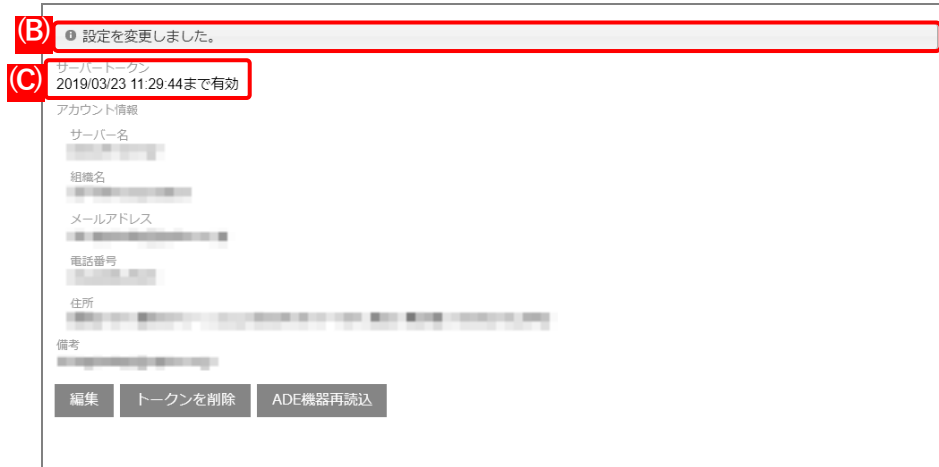 (B)
設定を変更しました。
(C)
サーバートークン
2019/03/23 11:29:44まで有効
アカウント情報
サーバー名
組織名
メールアドレス
電話番号
住所
備考
編集 トークンを削除 ADE機器再読込